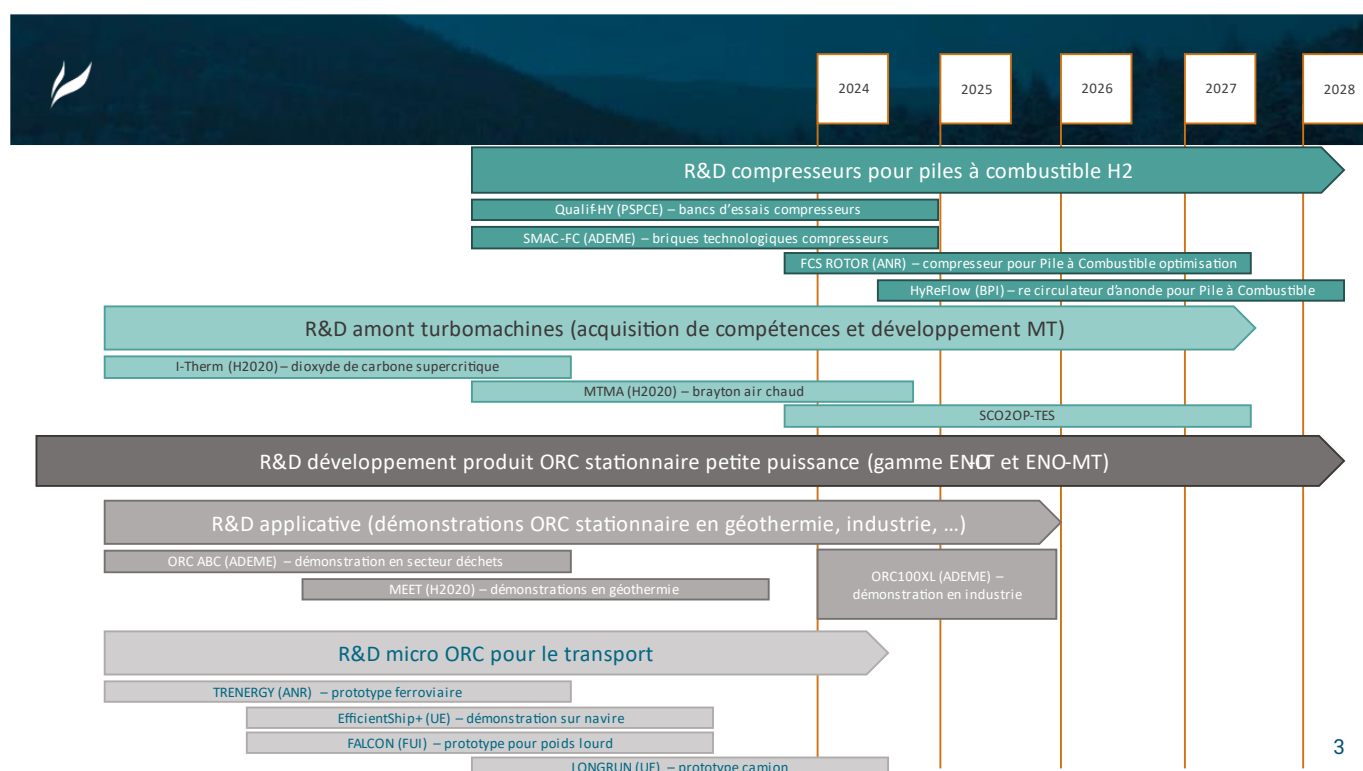 2024
2025
2026
2027
2028
R&D compresseurs pour piles à combustible H2
Qualif-HY (PSPCE) – bancs d'essais compresseurs
SMAC-FC (ADEME) – briques technologiques compresseurs
FCS ROTOR (ANR) – compresseur pour Pile à Combustible optimisation
HyReFlow (BPI) – re circulateur d'anonde pour Pile à Combustible
R&D amont turbomachines (acquisition de compétences et développement MT)
I-Therm (H2020) – dioxyde de carbone supercritique
MTMA (H2020) – brayton air chaud
SCO2OP-TES
R&D développement produit ORC stationnaire petite puissance (gamme ENO-LT et ENO-MT)
R&D applicative (démonstrations ORC stationnaire en géothermie, industrie, …)
ORC ABC (ADEME) – démonstration en secteur déchets
MEET (H2020) – démonstrations en géothermie
ORC100XL (ADEME) –
démonstration en industrie
R&D micro ORC pour le transport
TRENERGY (ANR) – prototype ferroviaire
EfficientShip+ (UE) – démonstration sur navire
FALCON (FUI) – prototype pour poids lourd
LONGRUN (UE) – prototype camion
3